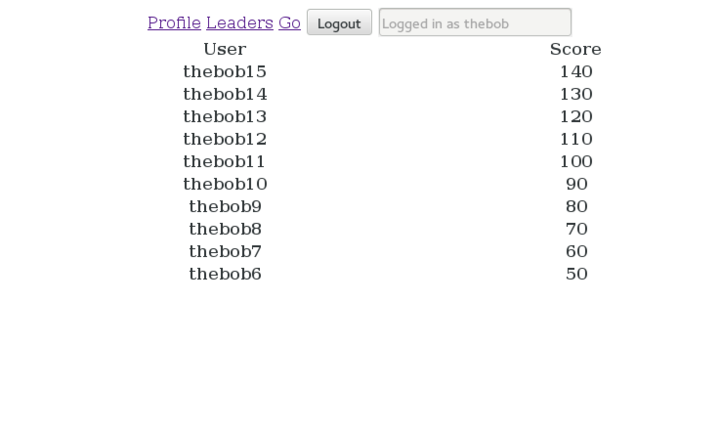 Profile Leaders Go Logout Logged in as thebob
User Score
thebob15 140
thebob14 130
thebob13 120
thebob12 110
thebob11 100
thebob10 90
thebob9 80
thebob8 70
thebob7 60
thebob6 50